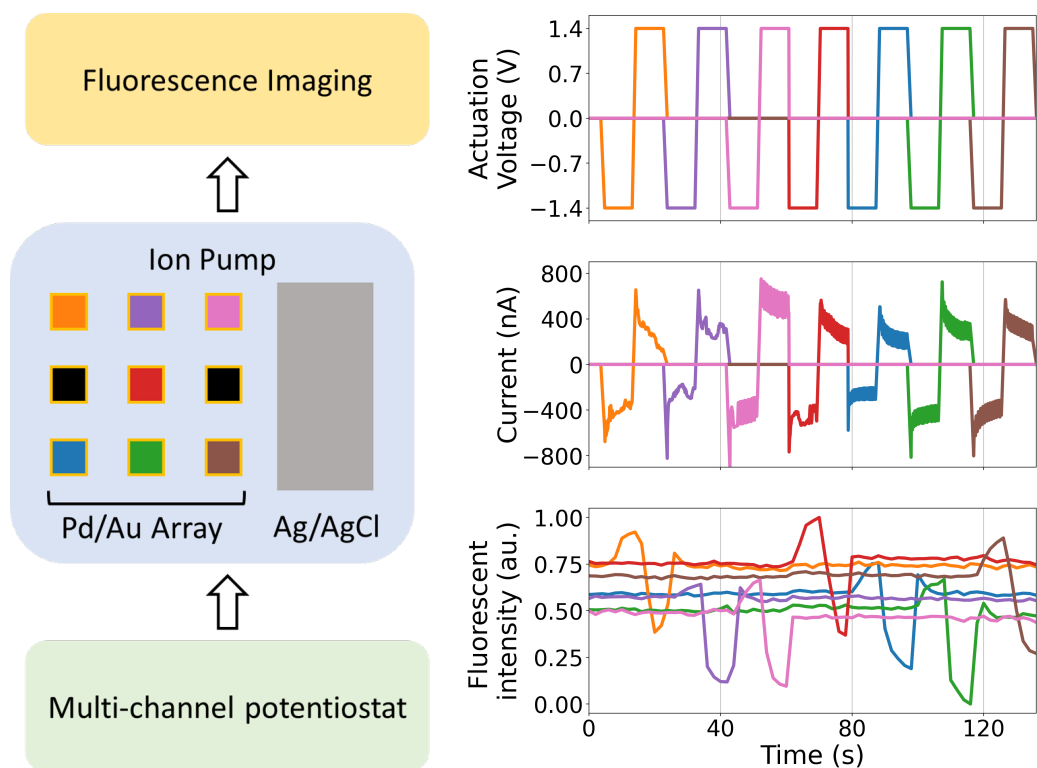 Fluorescence Imaging
Ion Pump
Pd/Au Array
Ag/AgCl
Multi-channel potentiostat
Actuation
Voltage (V)
1.4
0.7
0.0
−0.7
−1.4
Current (nA)
800
400
0
−400
−800
Fluorescent
intensity (au.)
1.00
0.75
0.50
0.25
0.00
0 40 80 120
Time (s)